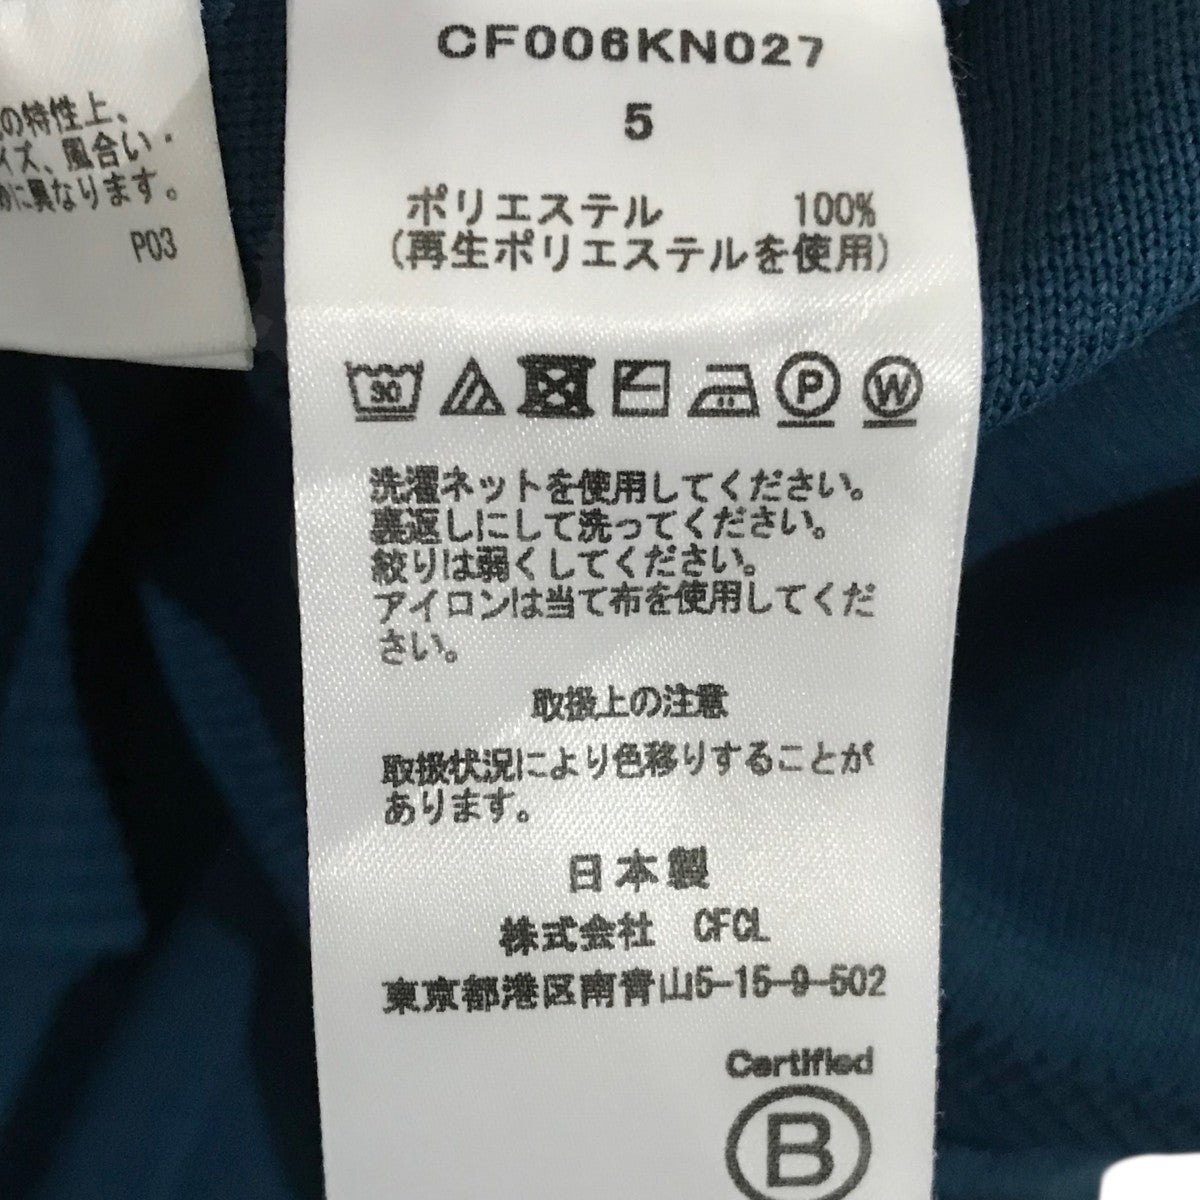 の特性上、
イズ、風合い・
めに異なります。
P03
CF006KN027
5
ポリエステル 100%
(再生ポリエステルを使用)
30
P
W
洗濯ネットを使用してください。
裏返しにして洗ってください。
絞りは弱くしてください。
アイロンは当て布を使用してくだ
さい。
取扱上の注意
取扱状況により色移りすることが
あります。
日本製
株式会社 CFCL
東京都港区南青山5-15-9-502
Certified
B